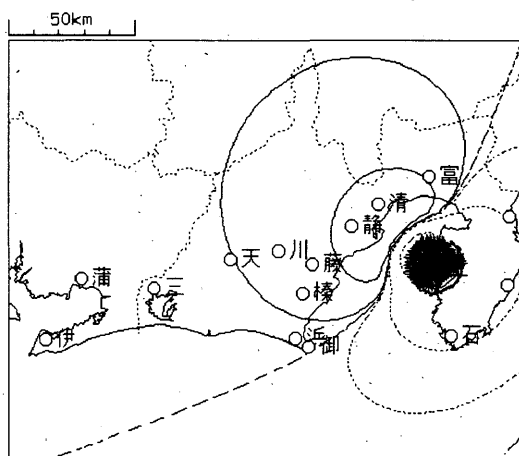 50km
富
清
静
川
天
藤
榛
蒲
三
浜
御
伊
石